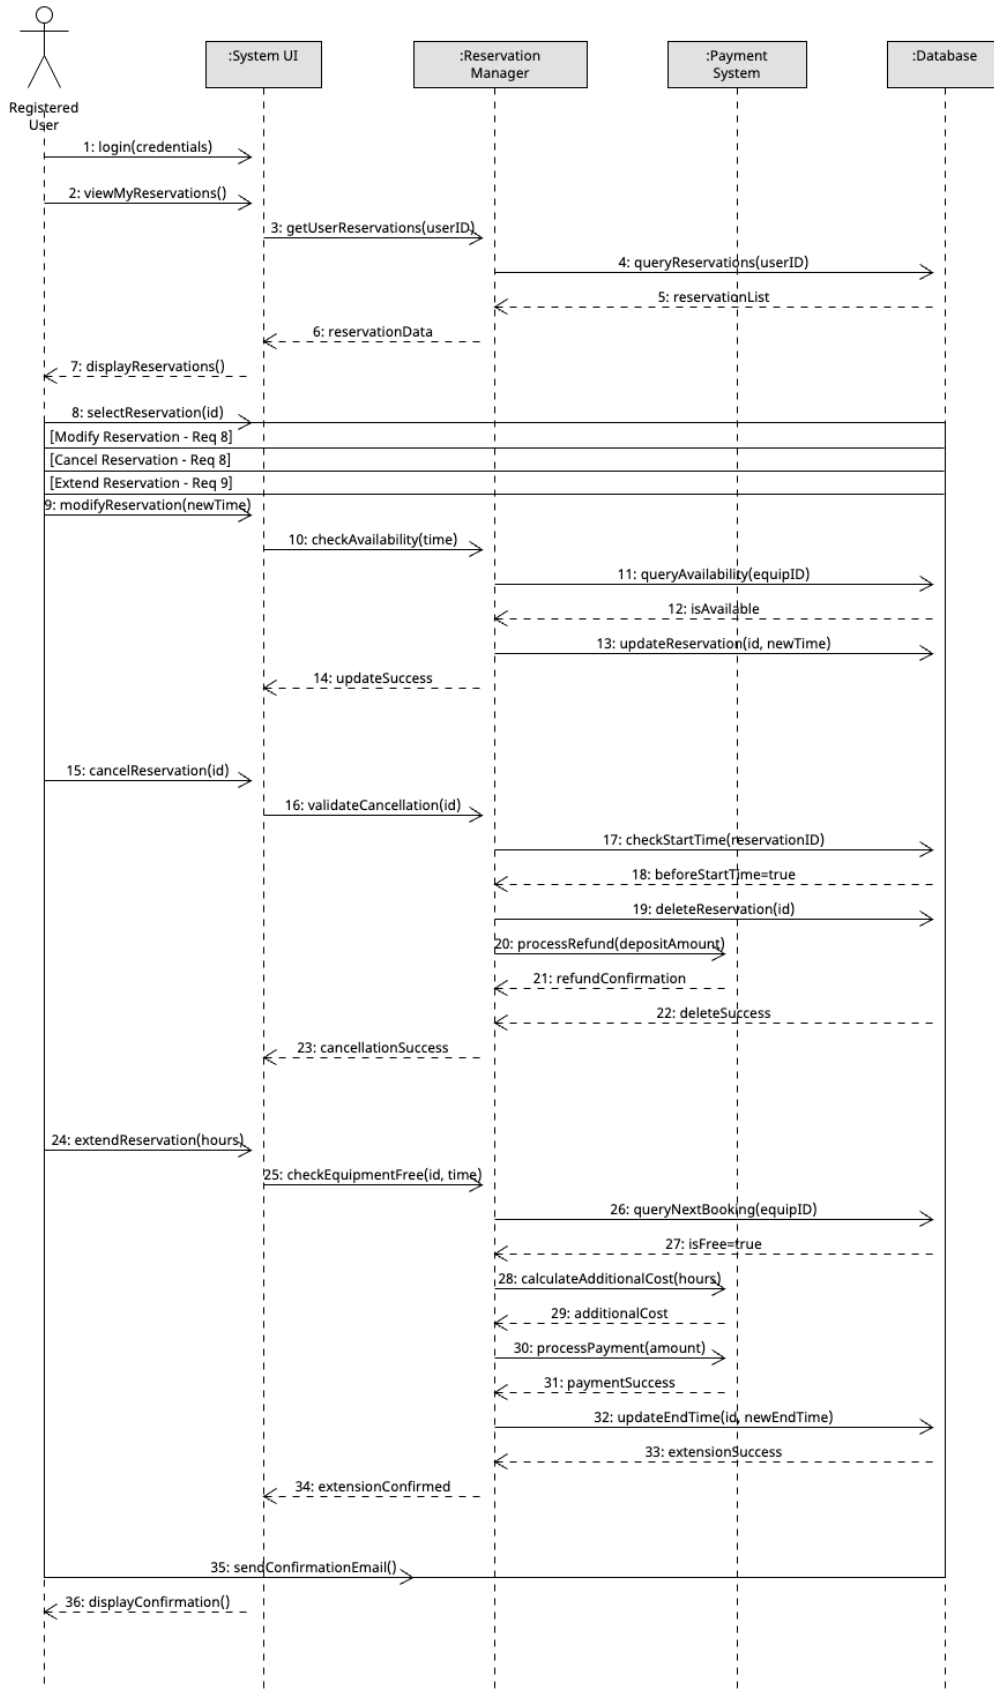 :System UI
:Reservation
Manager
:Payment
System
:Database
Registered
User
1: login(credentials)
2: viewMyReservations()
3: getUserReservations(userID)
4: queryReservations(userID)
5: reservationList
6: reservationData
7: displayReservations()
8: selectReservation(id)
[Modify Reservation - Req 8]
[Cancel Reservation - Req 8]
[Extend Reservation - Req 9]
9: modifyReservation(newTime)
10: checkAvailability(time)
11: queryAvailability(equipID)
12: isAvailable
13: updateReservation(id, newTime)
14: updateSuccess
15: cancelReservation(id)
16: validateCancellation(id)
17: checkStartTime(reservationID)
18: beforeStartTime=true
19: deleteReservation(id)
20: processRefund(depositAmount)
21: refundConfirmation
22: deleteSuccess
23: cancellationSuccess
24: extendReservation(hours)
25: checkEquipmentFree(id, time)
26: queryNextBooking(equipID)
27: isFree=true
28: calculateAdditionalCost(hours)
29: additionalCost
30: processPayment(amount)
31: paymentSuccess
32: updateEndTime(id, newEndTime)
33: extensionSuccess
34: extensionConfirmed
35: sendConfirmationEmail()
36: displayConfirmation()